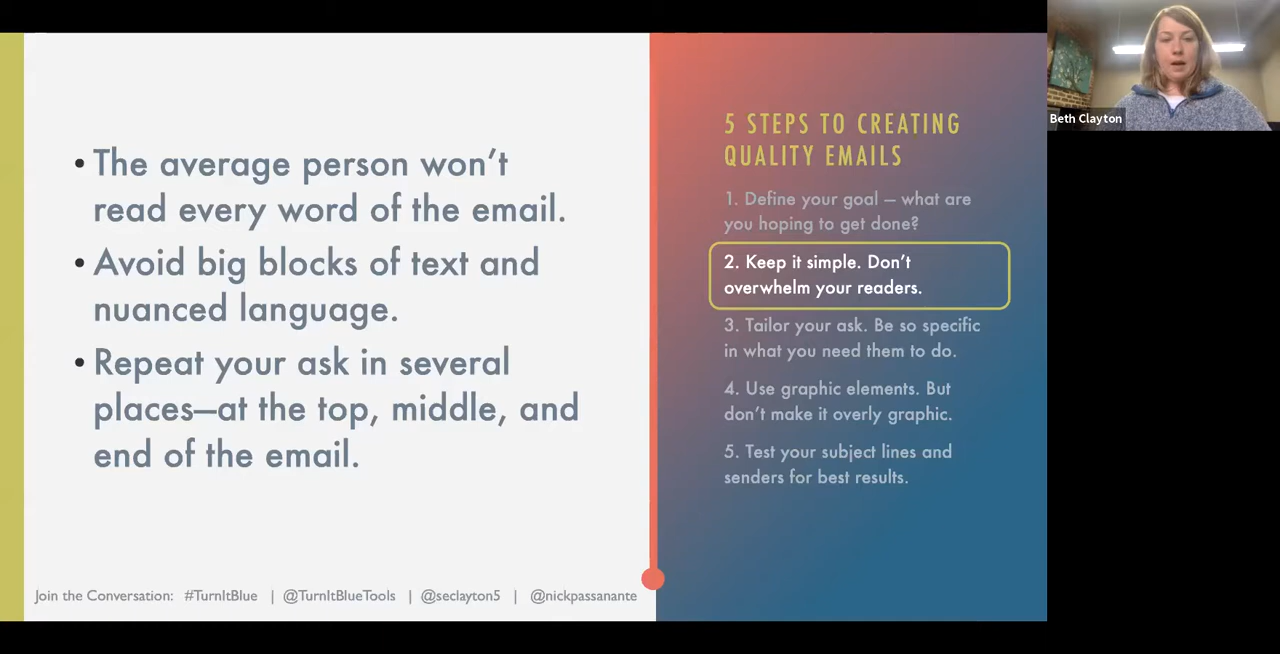 • The average person won’t
read every word of the email.
• Avoid big blocks of text and
nuanced language.
• Repeat your ask in several
places—at the top, middle, and
end of the email.
5 STEPS TO CREATING
QUALITY EMAILS
1. Define your goal — what are
you hoping to get done?
2. Keep it simple. Don’t
overwhelm your readers.
3. Tailor your ask. Be so specific
in what you need them to do.
4. Use graphic elements. But
don’t make it overly graphic.
5. Test your subject lines and
senders for best results.
Join the Conversation: #TurnItBlue | @TurnItBlueTools | @seclayton5 | @nickpassanante
Beth Clayton